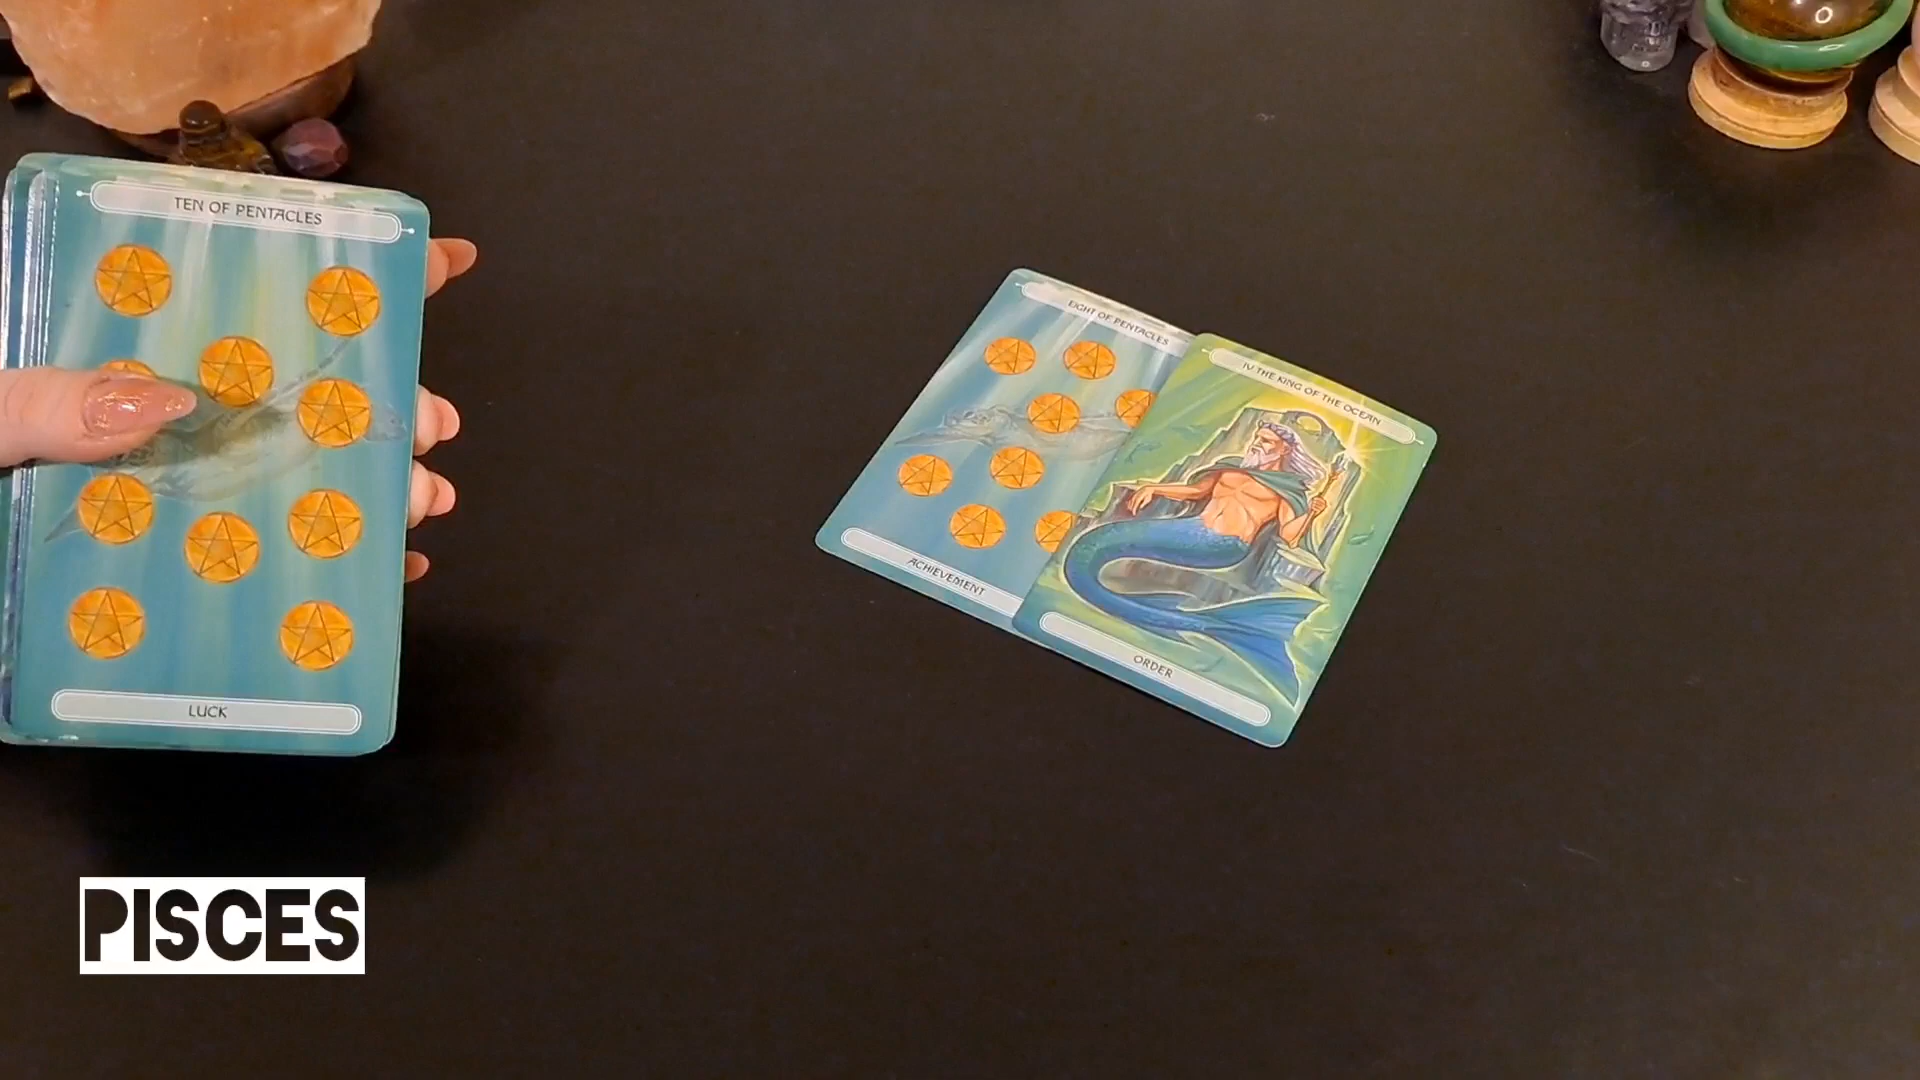 TEN OF PENTACLES
LUCK
EIGHT OF PENTACLES
ACHIEVEMENT
IV THE KING OF THE OCEAN
ORDER
PISCES